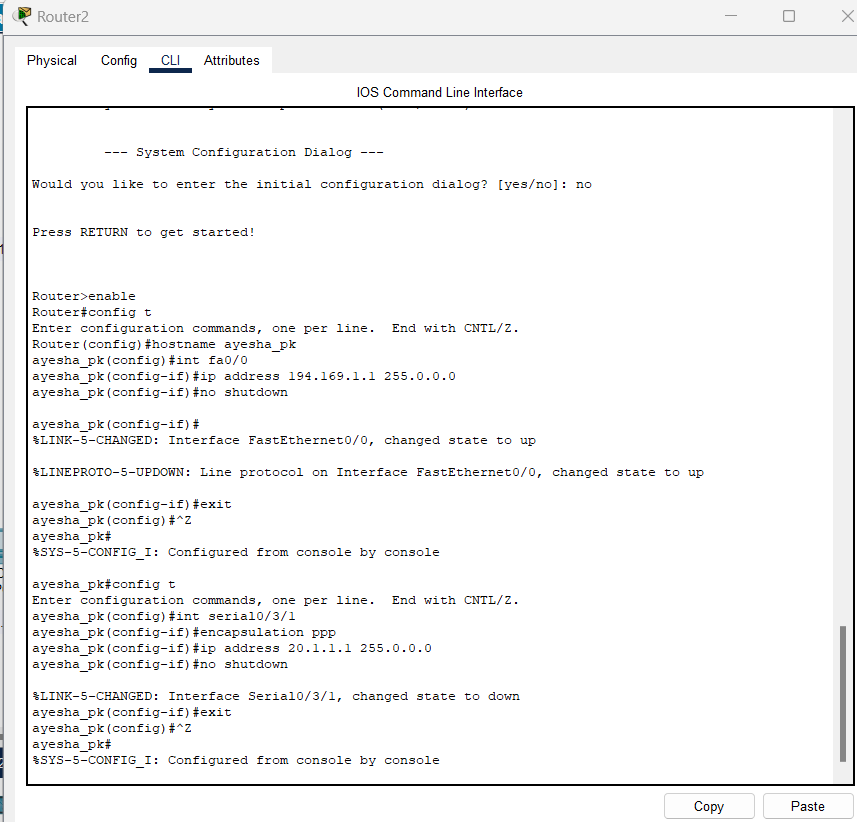 Router2
Physical Config CLI Attributes
IOS Command Line Interface
--- System Configuration Dialog ---
Would you like to enter the initial configuration dialog? [yes/no]: no
Press RETURN to get started!
Router>enable
Router#config t
Enter configuration commands, one per line.  End with CNTL/Z.
Router(config)#hostname ayesha_pk
ayesha_pk(config)#int fa0/0
ayesha_pk(config-if)#ip address 194.169.1.1 255.0.0.0
ayesha_pk(config-if)#no shutdown
ayesha_pk(config-if)#
%LINK-5-CHANGED: Interface FastEthernet0/0, changed state to up
%LINEPROTO-5-UPDOWN: Line protocol on Interface FastEthernet0/0, changed state to up
ayesha_pk(config-if)#exit
ayesha_pk(config)#^Z
ayesha_pk#
%SYS-5-CONFIG_I: Configured from console by console
ayesha_pk#config t
Enter configuration commands, one per line.  End with CNTL/Z.
ayesha_pk(config)#int serial0/3/1
ayesha_pk(config-if)#encapsulation ppp
ayesha_pk(config-if)#ip address 20.1.1.1 255.0.0.0
ayesha_pk(config-if)#no shutdown
%LINK-5-CHANGED: Interface Serial0/3/1, changed state to down
ayesha_pk(config-if)#exit
ayesha_pk(config)#^Z
ayesha_pk#
%SYS-5-CONFIG_I: Configured from console by console
Copy Paste